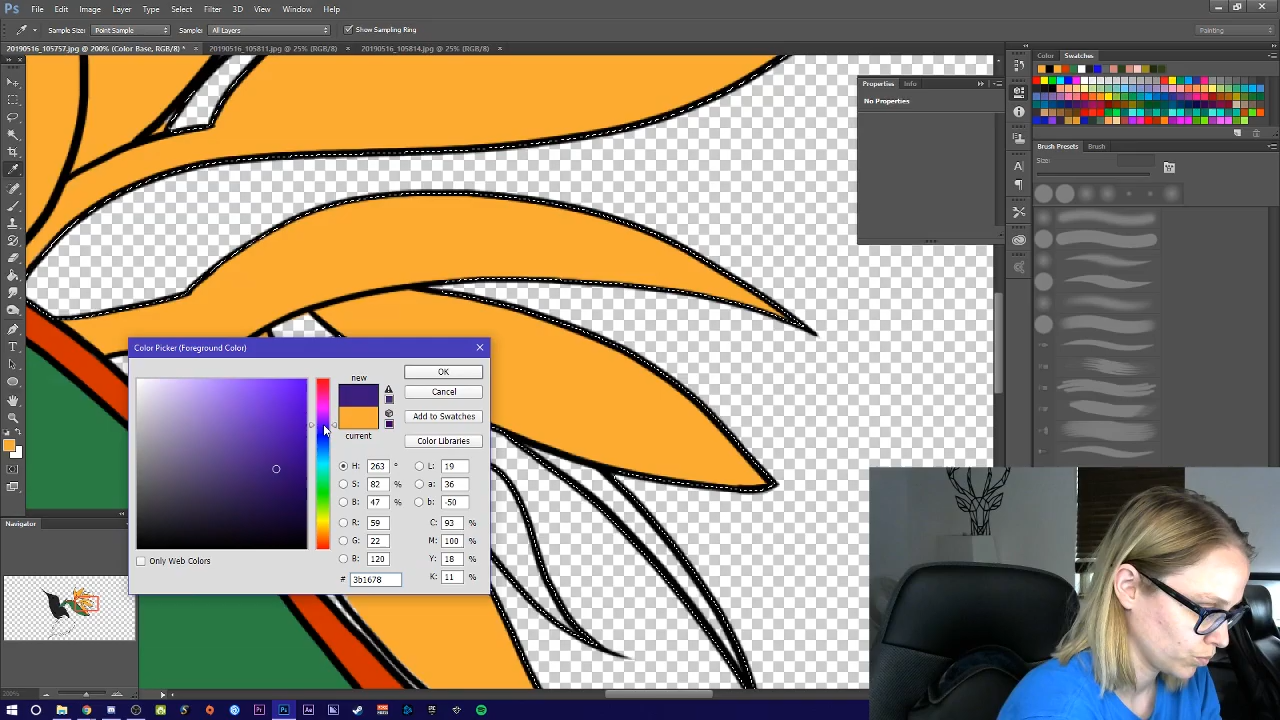 Ps File Edit Image Layer Type Select Filter 3D View Window Help
Sample Size: Point Sample Sample: All Layers Show Sampling Ring Painting
20190516_105757.jpg @ 200% (Color Base, RGB/8) * × 20190516_105811.jpg @ 25% (RGB/8) × 20190516_105814.jpg @ 25% (RGB/8) ×
Color Swatches
Properties Info
No Properties
Brush Presets Brush
Size:
Color Picker (Foreground Color)
new
current
OK
Cancel
Add to Swatches
Color Libraries
H: 263 ° L: 19
S: 82 % a: 36
B: 47 % b: -50
R: 59 C: 93 %
G: 22 M: 100 %
B: 120 Y: 18 %
# 3b1678 K: 11 %
Only Web Colors
Navigator
200%